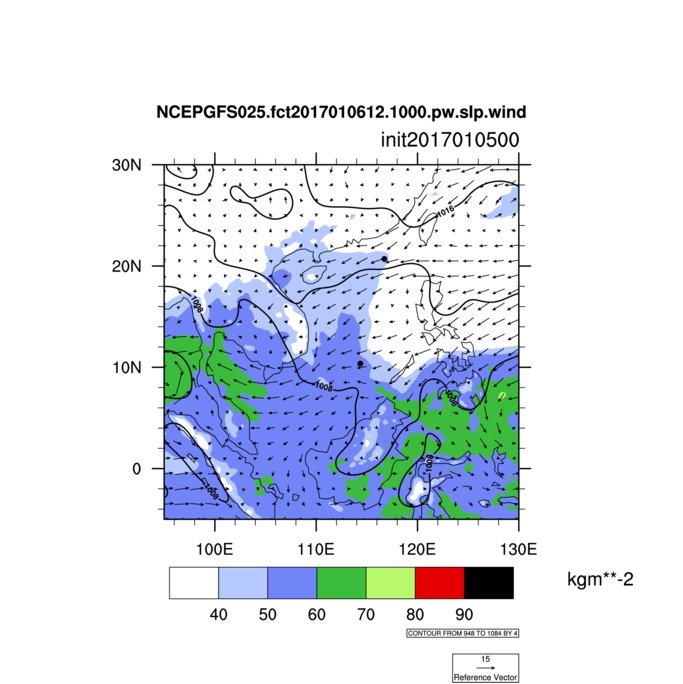 NCEPGFS025.fct2017010612.1000.pw.slp.wind
init2017010500
30N
20N
10N
0
100E
110E
120E
130E
1016
1008
1008
1008
1008
1008
40
50
60
70
80
90
kgm**-2
CONTOUR FROM 948 TO 1084 BY 4
15
Reference Vector